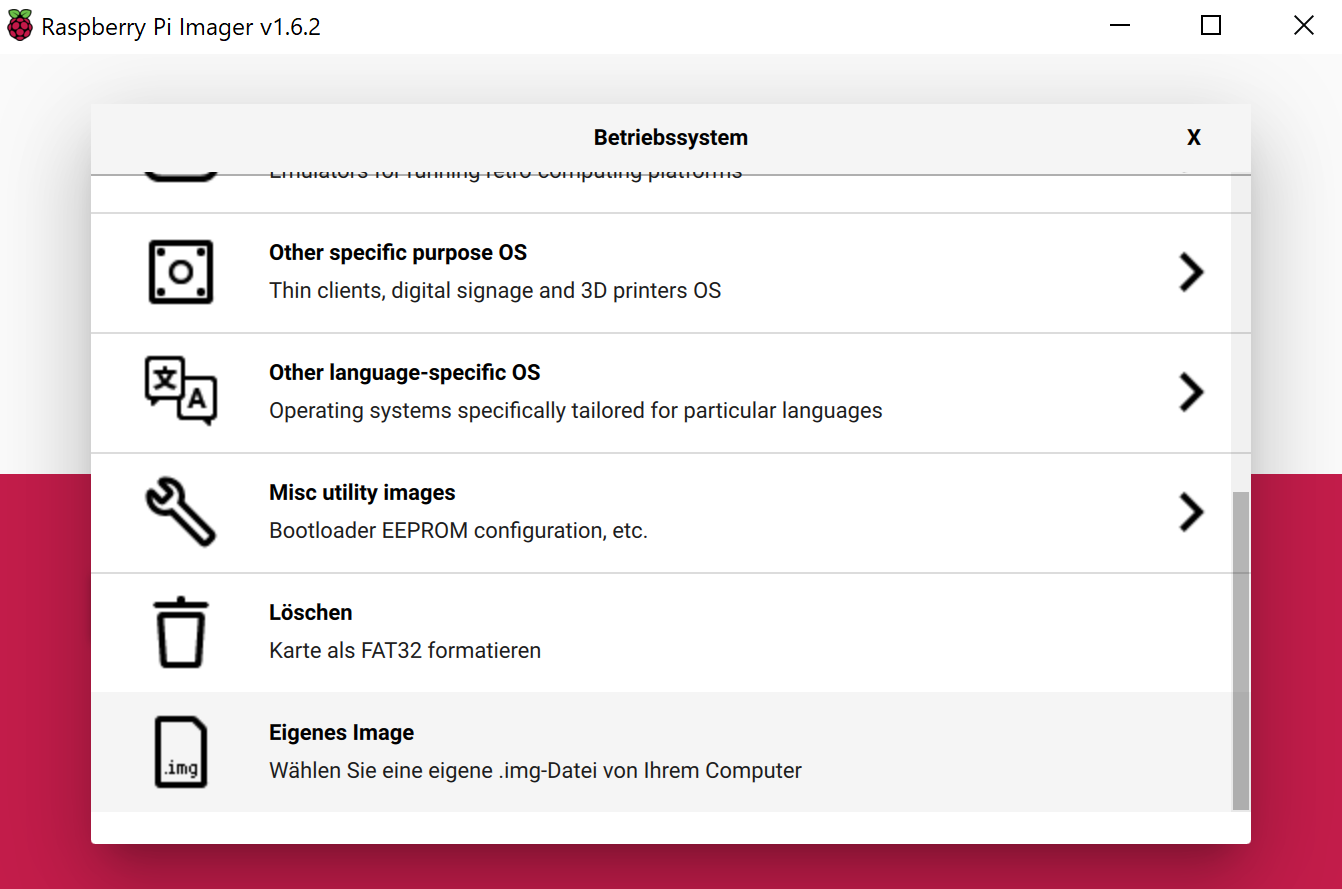 Raspberry Pi Imager v1.6.2
Betriebssystem
X
Emulators for running retro computing platforms
Other specific purpose OS
Thin clients, digital signage and 3D printers OS
Other language-specific OS
文
A
Operating systems specifically tailored for particular languages
Misc utility images
Bootloader EEPROM configuration, etc.
Löschen
Karte als FAT32 formatieren
Eigenes Image
.img
Wählen Sie eine eigene .img-Datei von Ihrem Computer